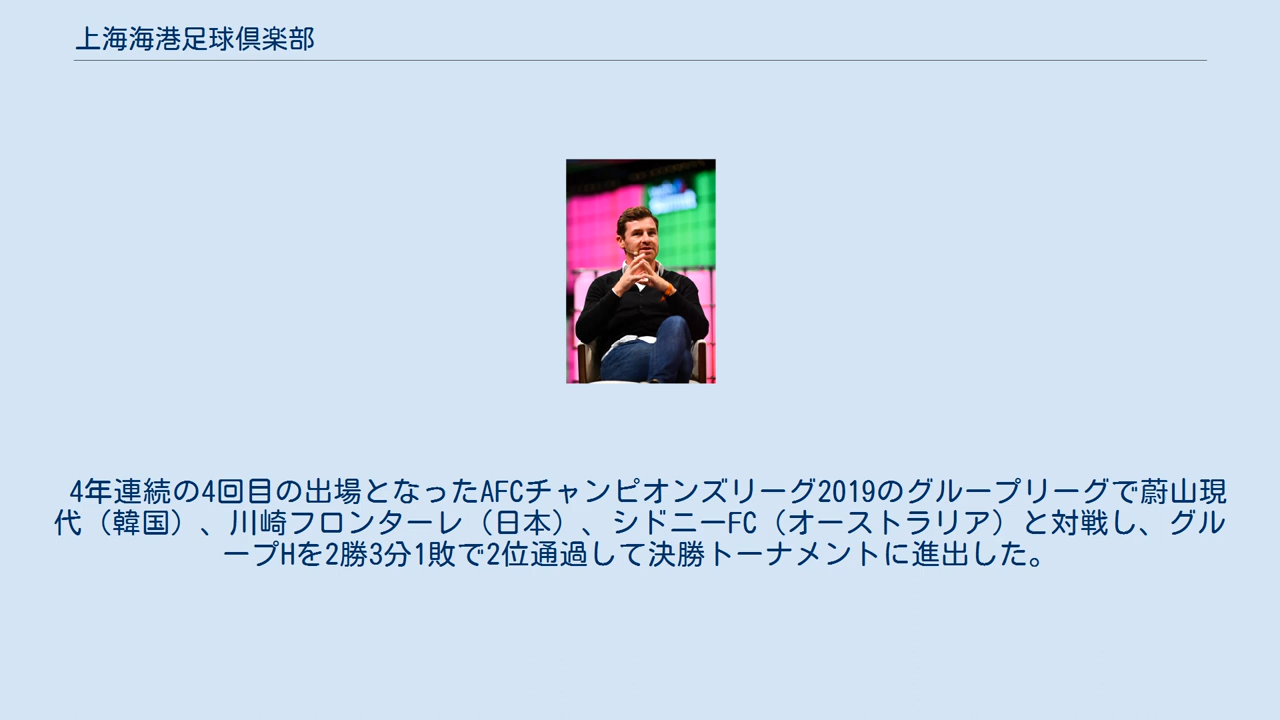 上海海港足球倶楽部
4年連続の4回目の出場となったAFCチャンピオンズリーグ2019のグループリーグで蔚山現
代（韓国）、川崎フロンターレ（日本）、シドニーFC（オーストラリア）と対戦し、グル
ープHを2勝3分1敗で2位通過して決勝トーナメントに進出した。